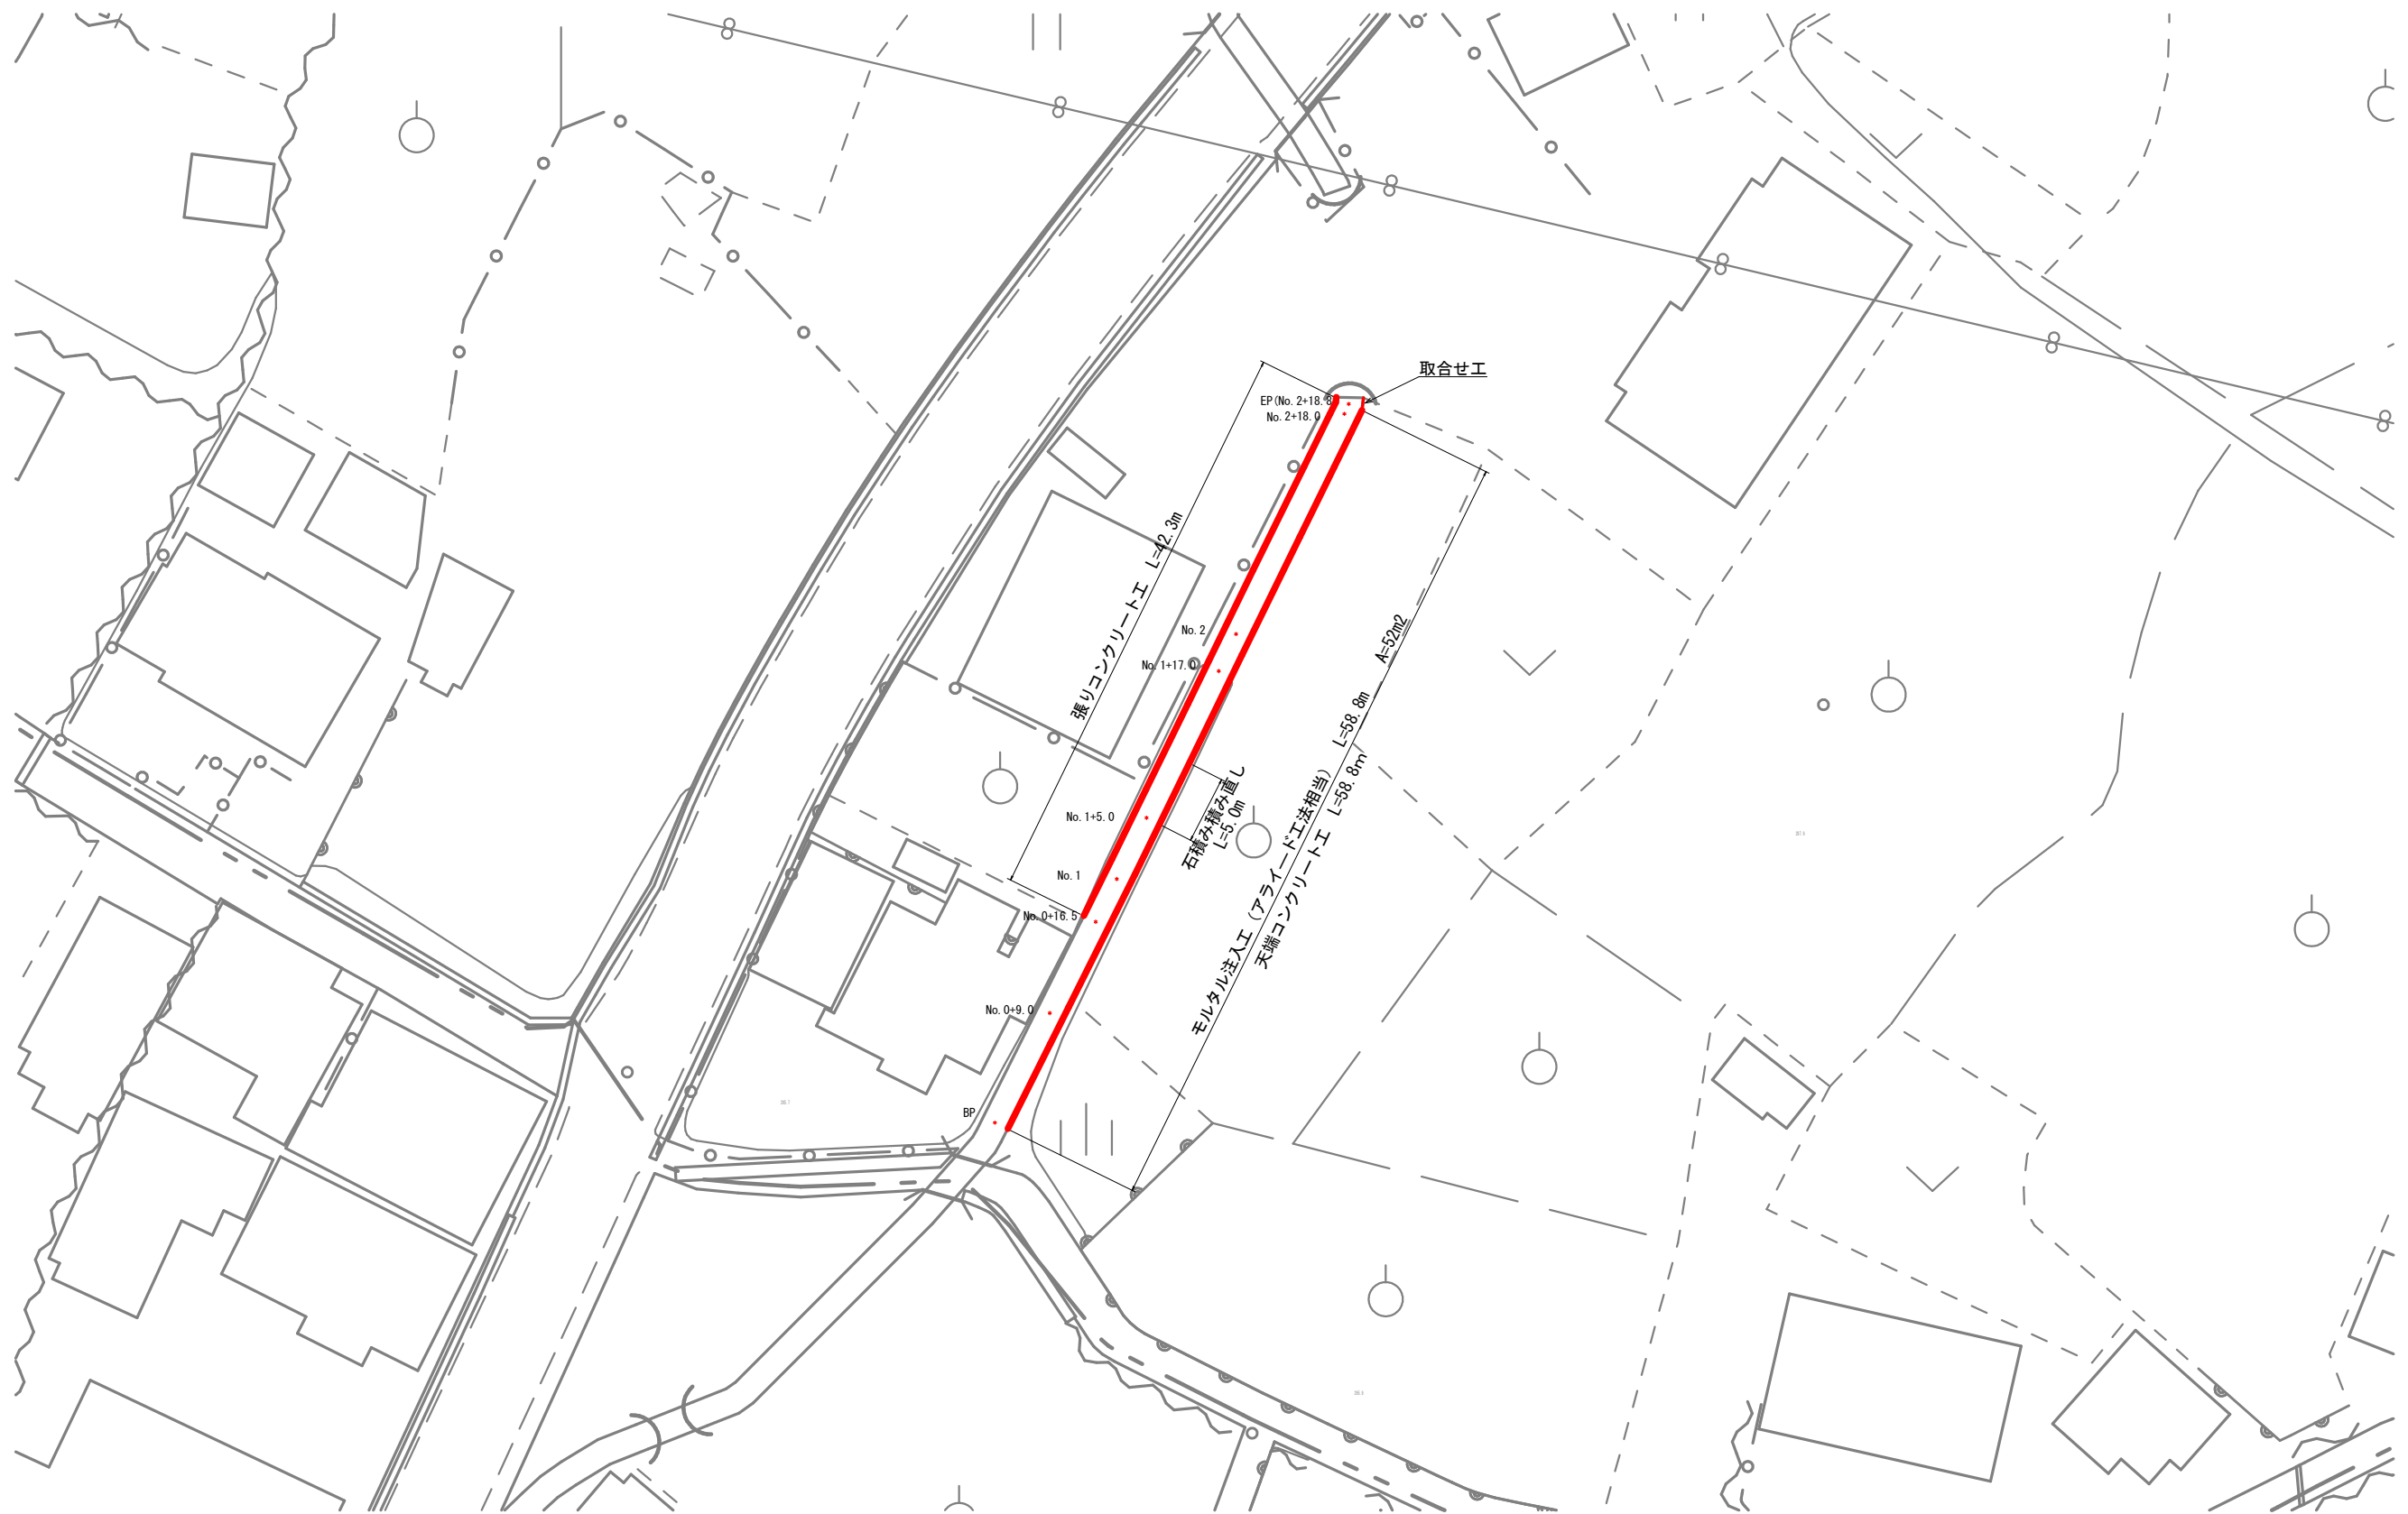 取合せ工
EP(No.2+18.8
No.2+18.0
張りコンクリート工 L=42.3m
A=52m2
No.2
No.1+17.0
モルタル注入工（アライド工法相当） L=58.8m
天端コンクリート工 L=58.8m
石積み積み直し
L=5.0m
No.1+5.0
No.1
No.0+16.5
No.0+9.0
BP